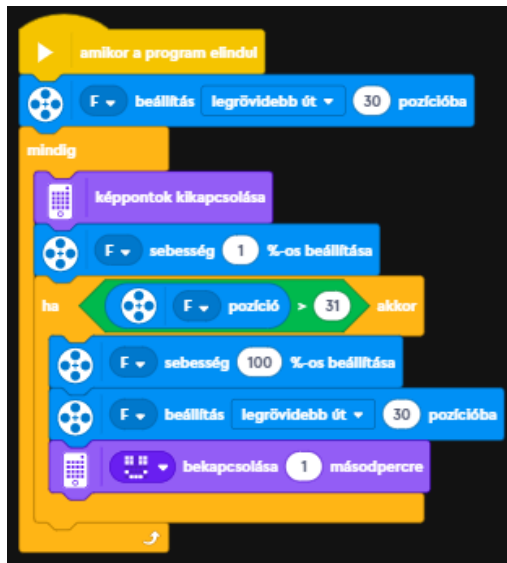 amikor a program elindul
F beállítás legrövidebb út 30 pozícióba
mindig
képpontok kikapcsolása
F sebesség 1 %-os beállítása
ha F pozíció > 31 akkor
F sebesség 100 %-os beállítása
F beállítás legrövidebb út 30 pozícióba
bekapcsolása 1 másodpercre